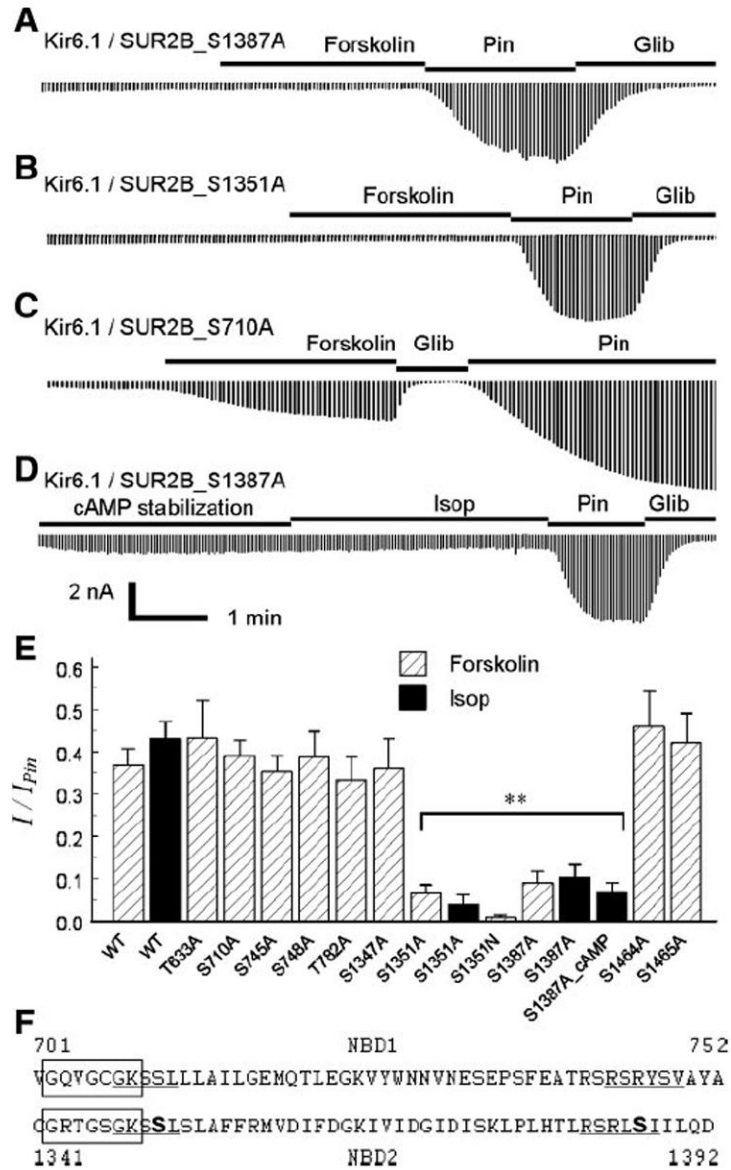 A
Kir6.1 / SUR2B_S1387A
Forskolin Pin Glib
B
Kir6.1 / SUR2B_S1351A
Forskolin Pin Glib
C
Kir6.1 / SUR2B_S710A
Forskolin Glib Pin
D
Kir6.1 / SUR2B_S1387A
cAMP stabilization Isop Pin Glib
2 nA
1 min
E
Forskolin
Isop
I / I_Pin
0.6
0.5
0.4
0.3
0.2
0.1
0.0
**
WT WT T633A S710A S745A S748A T782A S1347A S1351A S1351A S1351N S1387A S1387A S1387A_cAMP S1464A S1465A
F
701 NBD1 752
VGQVGCGKSSLLLAILGEMQTLEGKVYWNNVNESEPSFEATRSRSRYSVAYA
CGRTGSGKSSLSLAFFRMVDIFDGKIVIDGIDISKLPLHTLRSRLSIILQD
1341 NBD2 1392